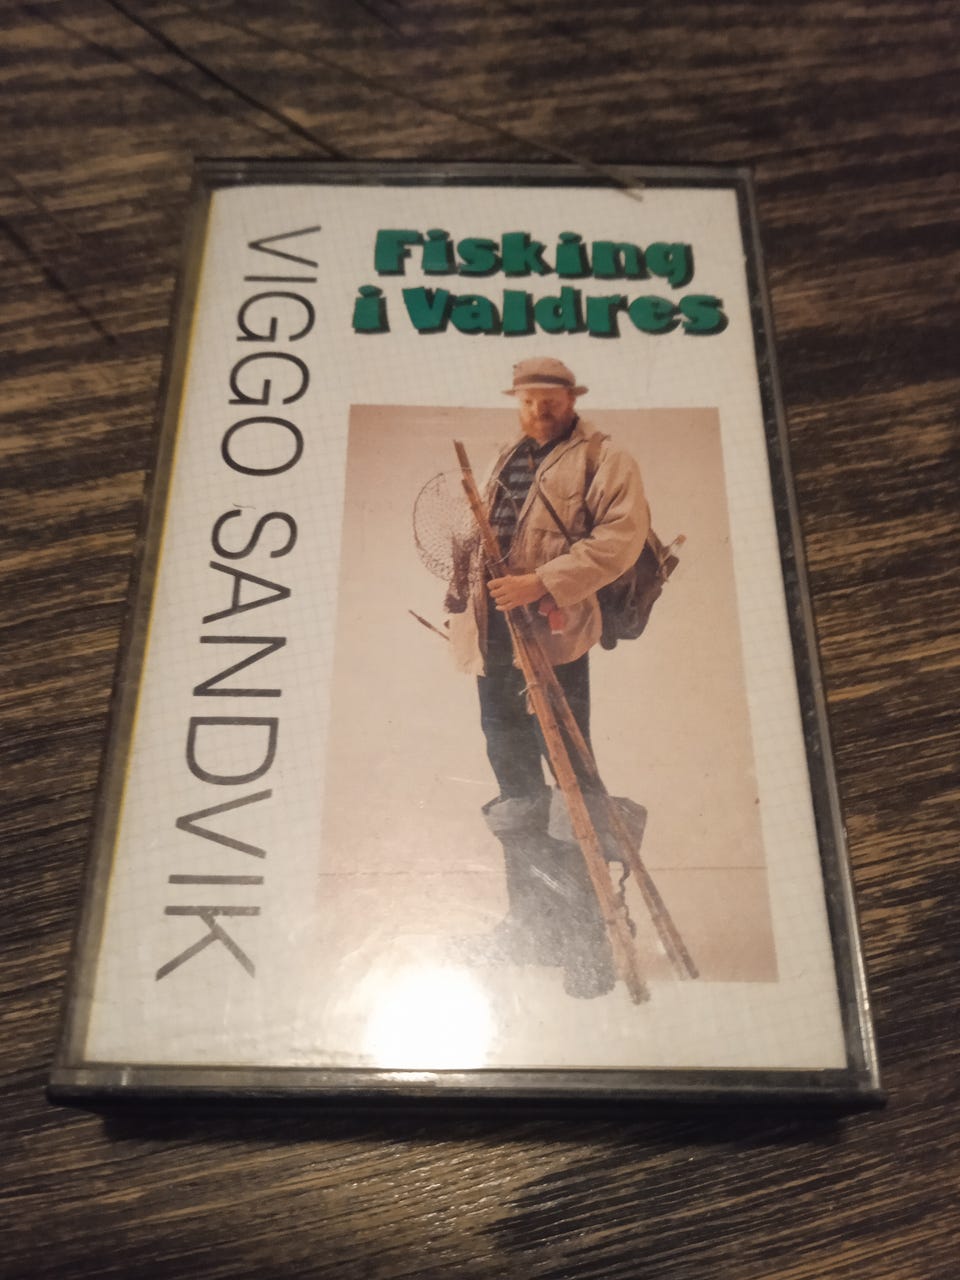 Fisking
i Valdres
VIGGO SANDVIK